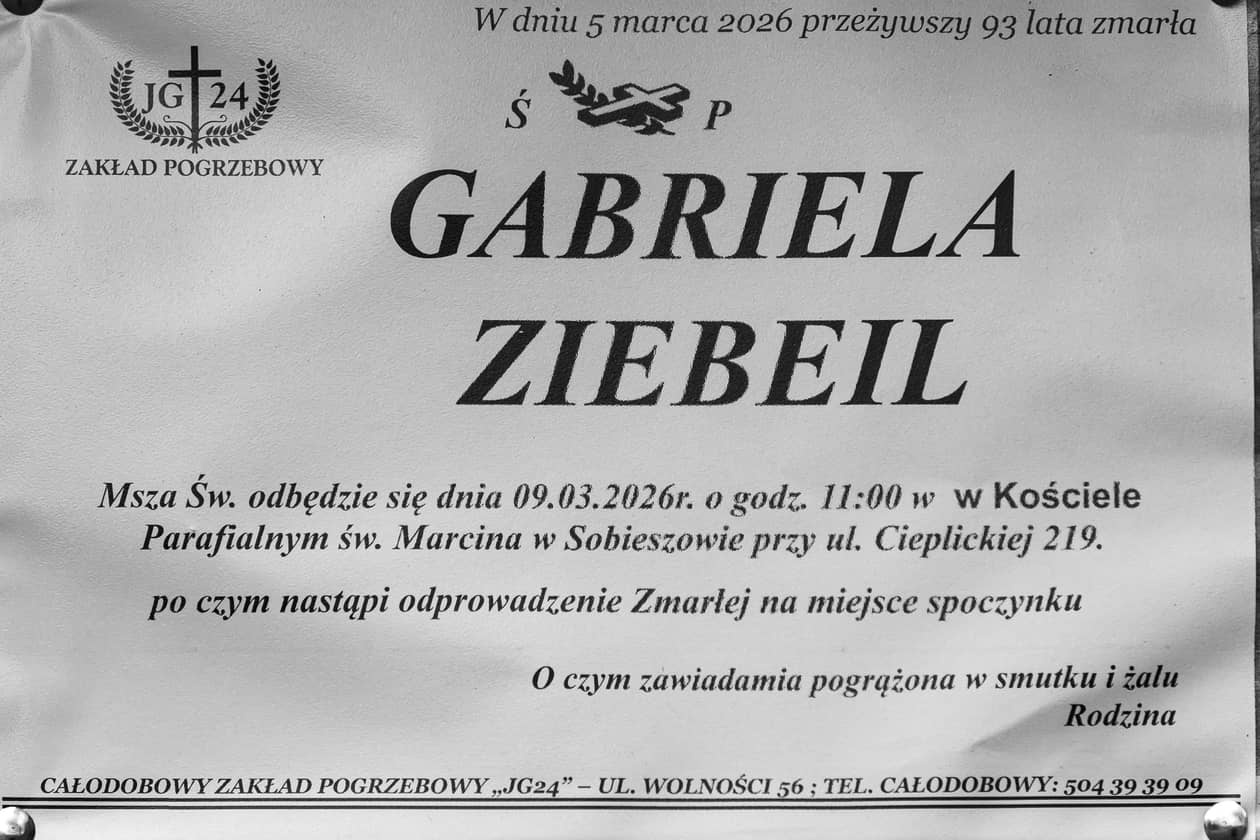 W dniu 5 marca 2026 przeżywszy 93 lata zmarła
JG 24
ZAKŁAD POGRZEBOWY
Ś P
GABRIELA
ZIEBEIL
Msza Św. odbędzie się dnia 09.03.2026r. o godz. 11:00 w w Kościele
Parafialnym św. Marcina w Sobieszowie przy ul. Cieplickiej 219.
po czym nastąpi odprowadzenie Zmarłej na miejsce spoczynku
O czym zawiadamia pogrążona w smutku i żalu
Rodzina
CAŁODOBOWY ZAKŁAD POGRZEBOWY „JG24” – UL. WOLNOŚCI 56 ; TEL. CAŁODOBOWY: 504 39 39 09